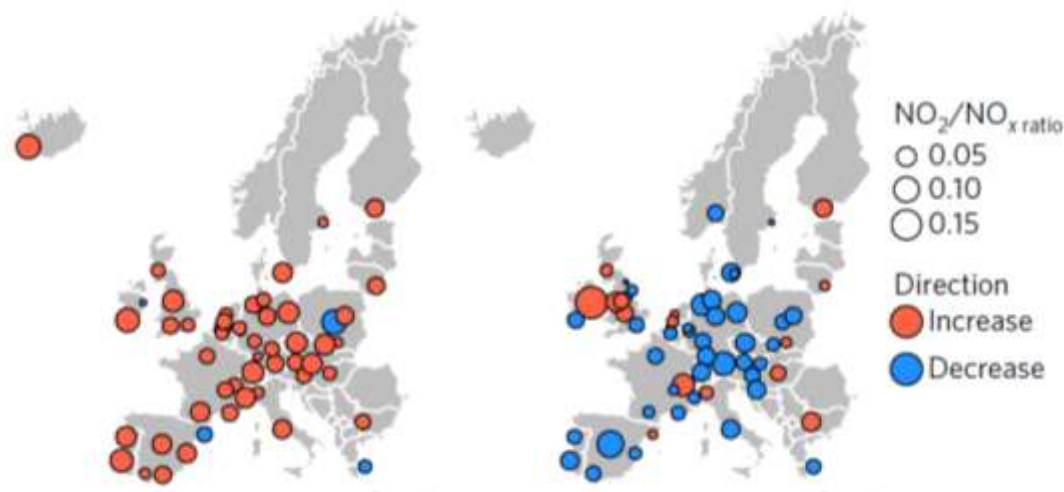 NO₂/NOₓ ratio
0.05
0.10
0.15
Direction
Increase
Decrease